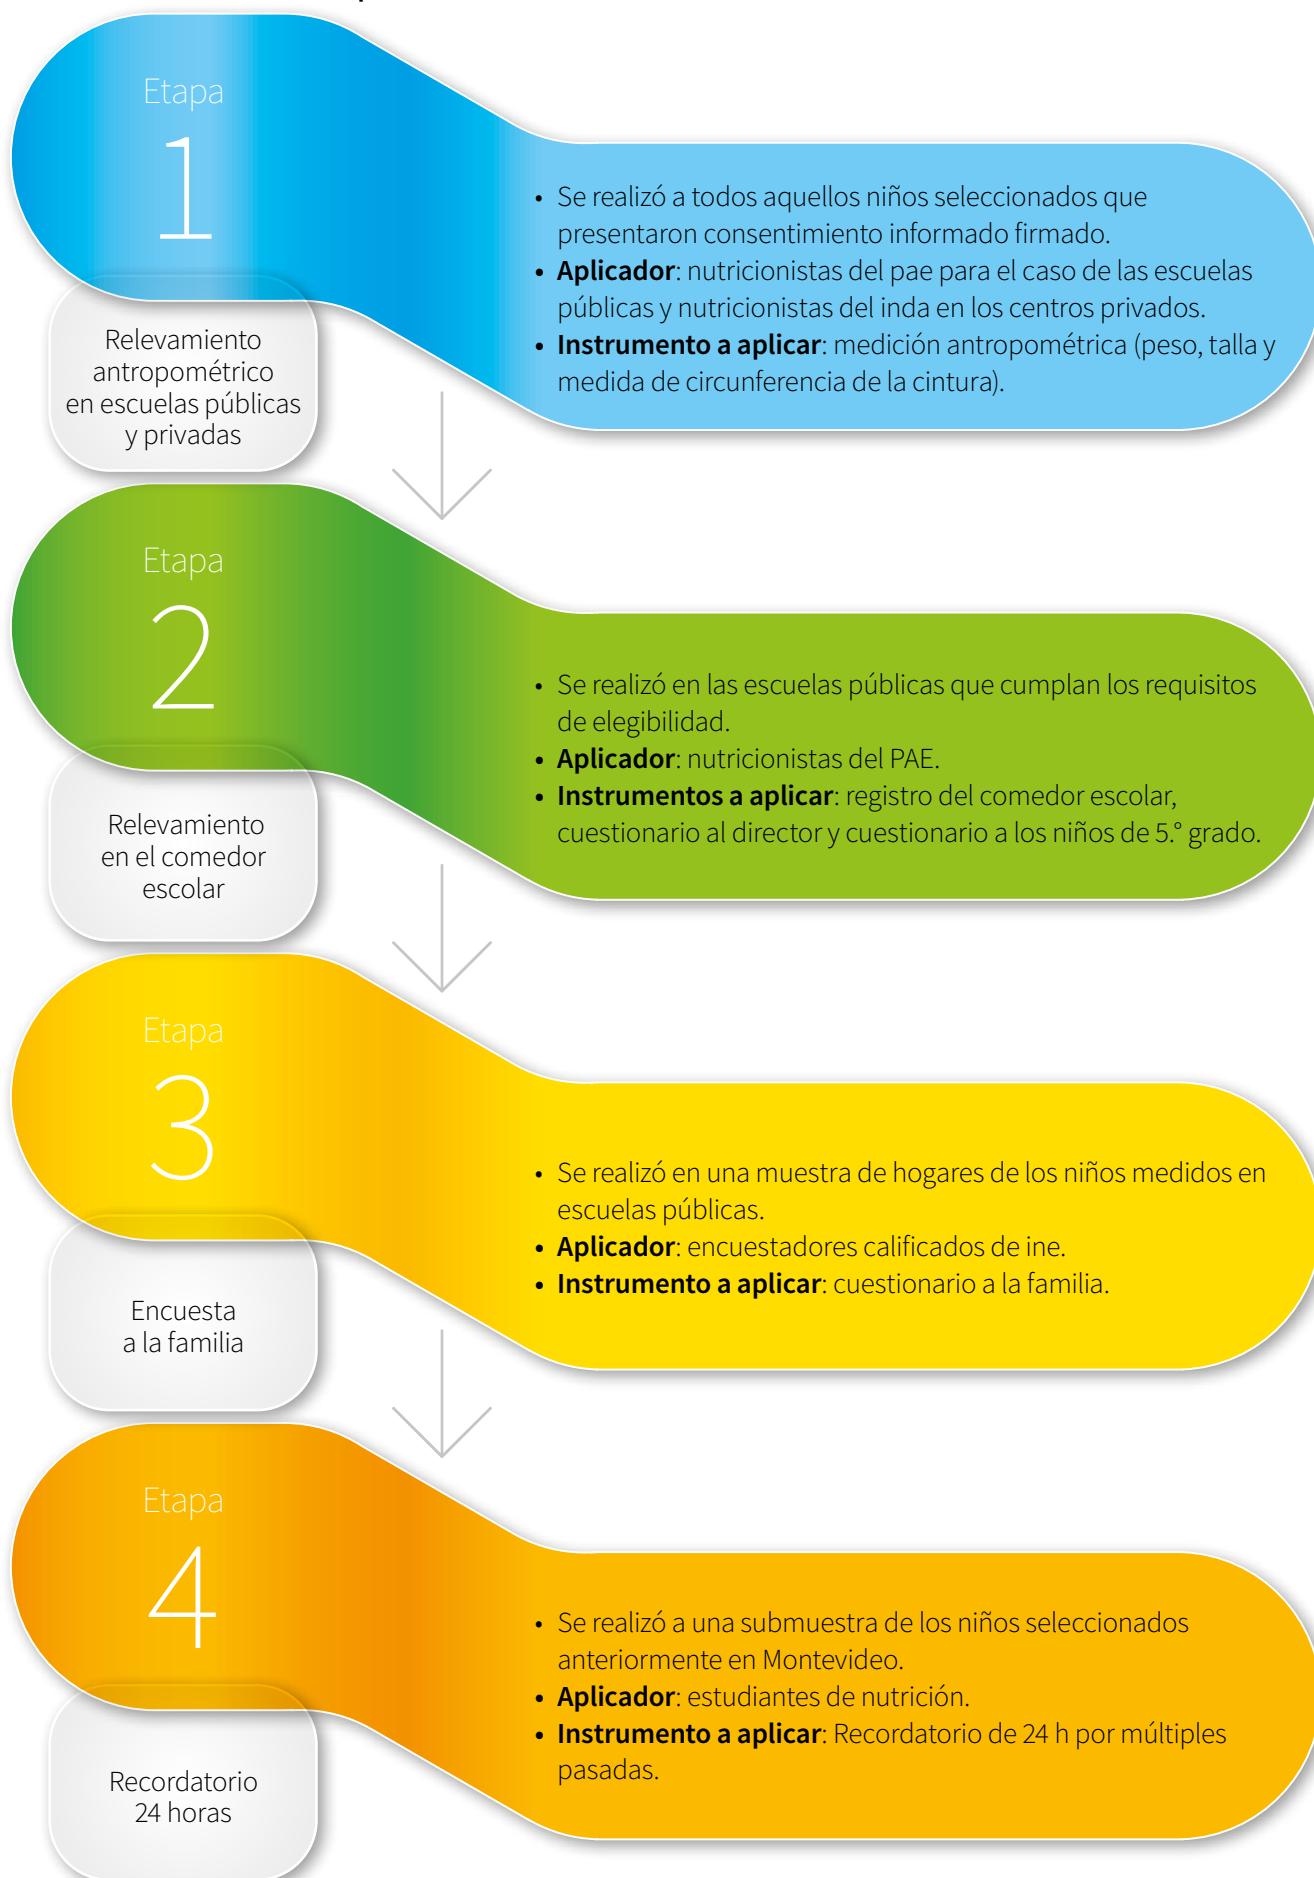 Etapa
1
Relevamiento
antropométrico
en escuelas públicas
y privadas
• Se realizó a todos aquellos niños seleccionados que
presentaron consentimiento informado firmado.
• Aplicador: nutricionistas del pae para el caso de las escuelas
públicas y nutricionistas del inda en los centros privados.
• Instrumento a aplicar: medición antropométrica (peso, talla y
medida de circunferencia de la cintura).
Etapa
2
Relevamiento
en el comedor
escolar
• Se realizó en las escuelas públicas que cumplan los requisitos
de elegibilidad.
• Aplicador: nutricionistas del PAE.
• Instrumentos a aplicar: registro del comedor escolar,
cuestionario al director y cuestionario a los niños de 5.° grado.
Etapa
3
Encuesta
a la familia
• Se realizó en una muestra de hogares de los niños medidos en
escuelas públicas.
• Aplicador: encuestadores calificados de ine.
• Instrumento a aplicar: cuestionario a la familia.
Etapa
4
Recordatorio
24 horas
• Se realizó a una submuestra de los niños seleccionados
anteriormente en Montevideo.
• Aplicador: estudiantes de nutrición.
• Instrumento a aplicar: Recordatorio de 24 h por múltiples
pasadas.